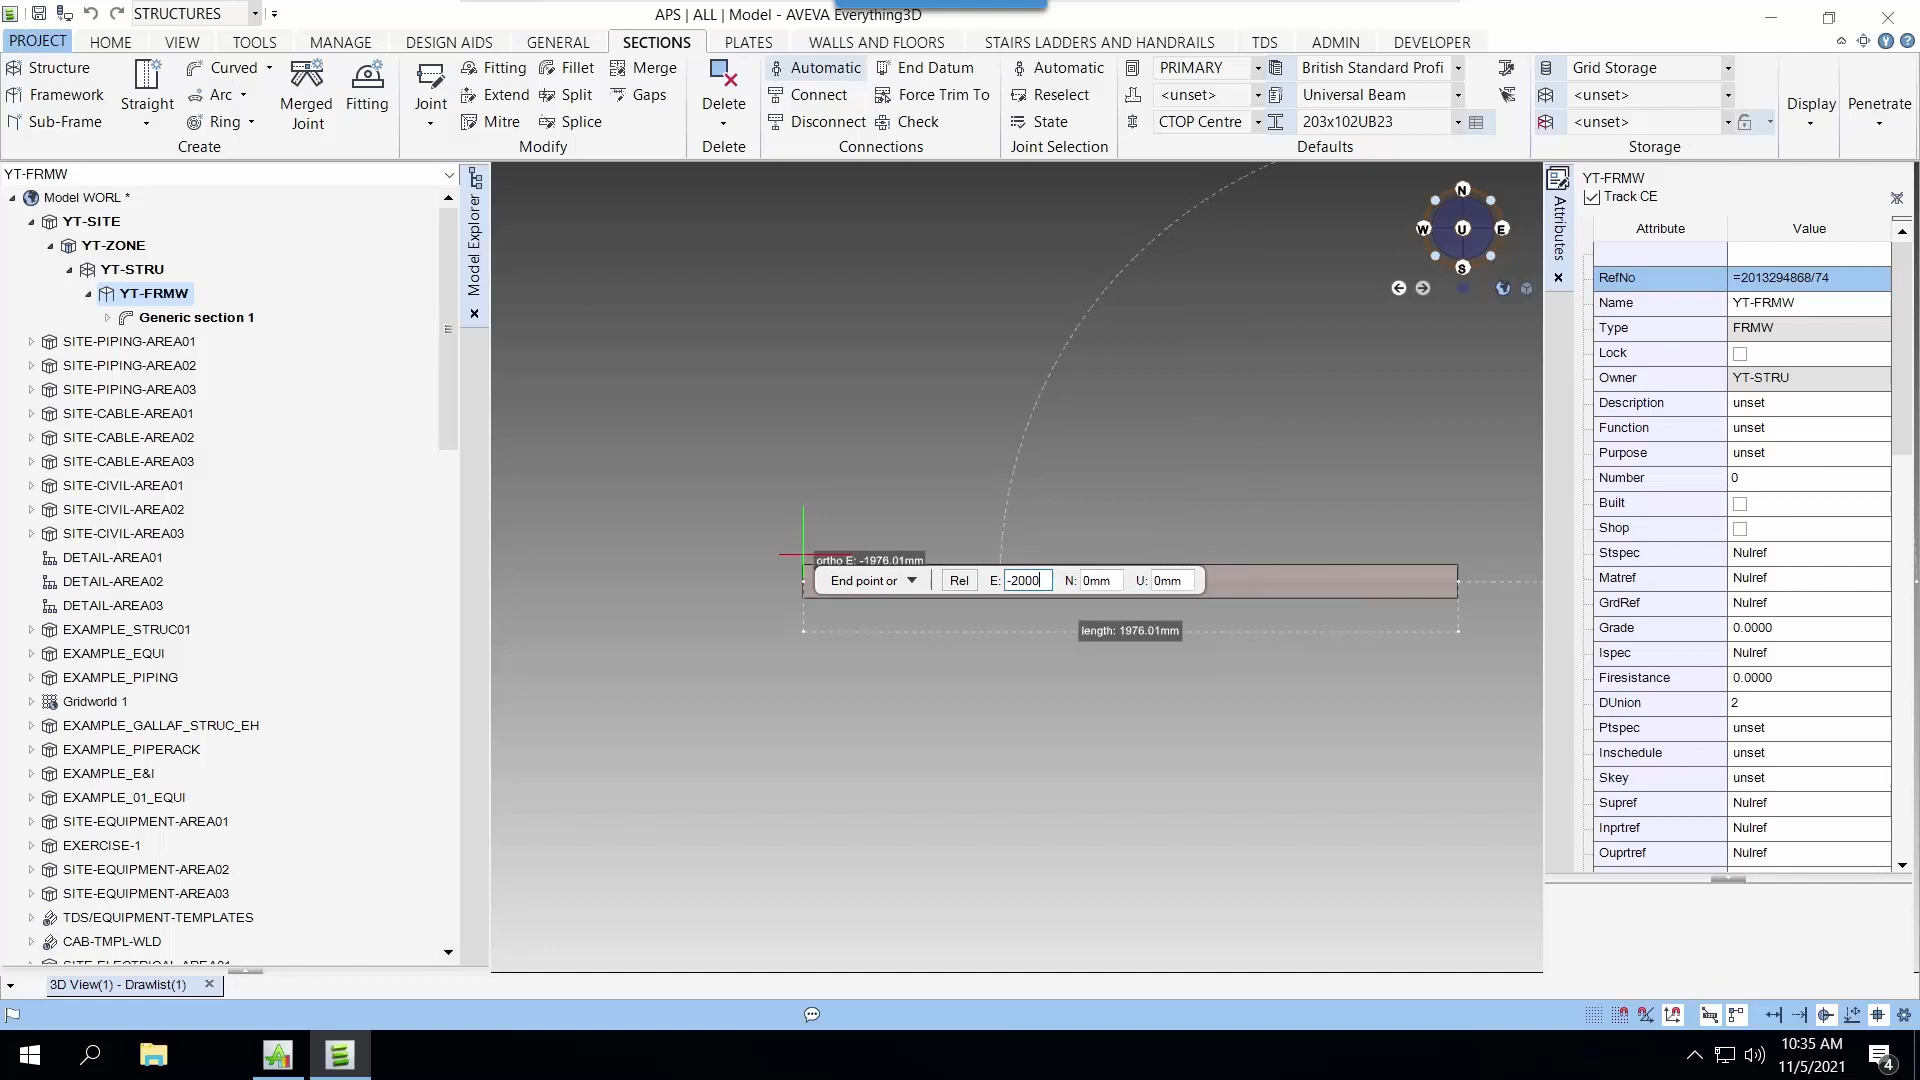 STRUCTURES
APS | ALL | Model - AVEVA Everything3D
PROJECT
HOME
VIEW
TOOLS
MANAGE
DESIGN AIDS
GENERAL
SECTIONS
PLATES
WALLS AND FLOORS
STAIRS LADDERS AND HANDRAILS
TDS
ADMIN
DEVELOPER
Structure
Framework
Sub-Frame
Straight
Curved
Arc
Ring
Merged Joint
Fitting
Create
Joint
Fitting
Extend
Mitre
Fillet
Split
Splice
Merge
Gaps
Modify
Delete
Delete
Automatic
Connect
Disconnect
End Datum
Force Trim To
Check
Connections
Automatic
Reselect
State
Joint Selection
PRIMARY
<unset>
CTOP Centre
British Standard Profi
Universal Beam
203x102UB23
Defaults
Grid Storage
<unset>
<unset>
Storage
Display
Penetrate
YT-FRMW
Model WORL *
YT-SITE
YT-ZONE
YT-STRU
YT-FRMW
Generic section 1
SITE-PIPING-AREA01
SITE-PIPING-AREA02
SITE-PIPING-AREA03
SITE-CABLE-AREA01
SITE-CABLE-AREA02
SITE-CABLE-AREA03
SITE-CIVIL-AREA01
SITE-CIVIL-AREA02
SITE-CIVIL-AREA03
DETAIL-AREA01
DETAIL-AREA02
DETAIL-AREA03
EXAMPLE_STRUC01
EXAMPLE_EQUI
EXAMPLE_PIPING
Gridworld 1
EXAMPLE_GALLAF_STRUC_EH
EXAMPLE_PIPERACK
EXAMPLE_E&I
EXAMPLE_01_EQUI
SITE-EQUIPMENT-AREA01
EXERCISE-1
SITE-EQUIPMENT-AREA02
SITE-EQUIPMENT-AREA03
TDS/EQUIPMENT-TEMPLATES
CAB-TMPL-WLD
Model Explorer
N
W U E
S
ortho E: -1976.01mm
End point or Rel E: -2000 N: 0mm U: 0mm
length: 1976.01mm
Attributes
YT-FRMW
Track CE
Attribute Value
RefNo =2013294868/74
Name YT-FRMW
Type FRMW
Lock
Owner YT-STRU
Description unset
Function unset
Purpose unset
Number 0
Built
Shop
Stspec Nulref
Matref Nulref
GrdRef Nulref
Grade 0.0000
Ispec Nulref
Firesistance 0.0000
DUnion 2
Ptspec unset
Inschedule unset
Skey unset
Supref Nulref
Inprtref Nulref
Ouprtref Nulref
3D View(1) - Drawlist(1)
10:35 AM
11/5/2021
4